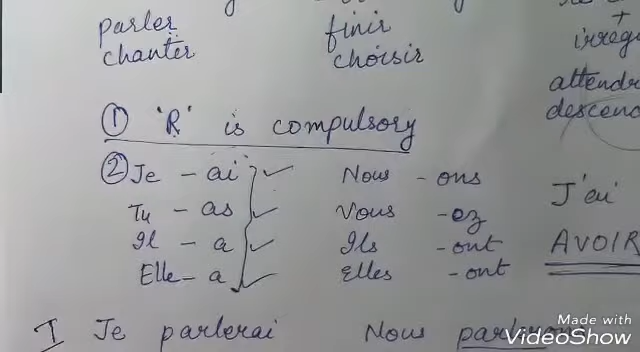 parler finir +
chanter choisir irrégu
attendr
descend
① 'R' is compulsory
② Je - ai Nous - ons J'ai
Tu - as Vous - ez
Il - a Ils - ont AVOIR
Elle - a Elles - ont
I Je parlerai Nous
Made with
VideoShow